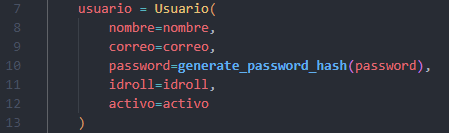 7 usuario = Usuario(
8 nombre=nombre,
9 correo=correo,
10 password=generate_password_hash(password),
11 idroll=idroll,
12 activo=activo
13 )